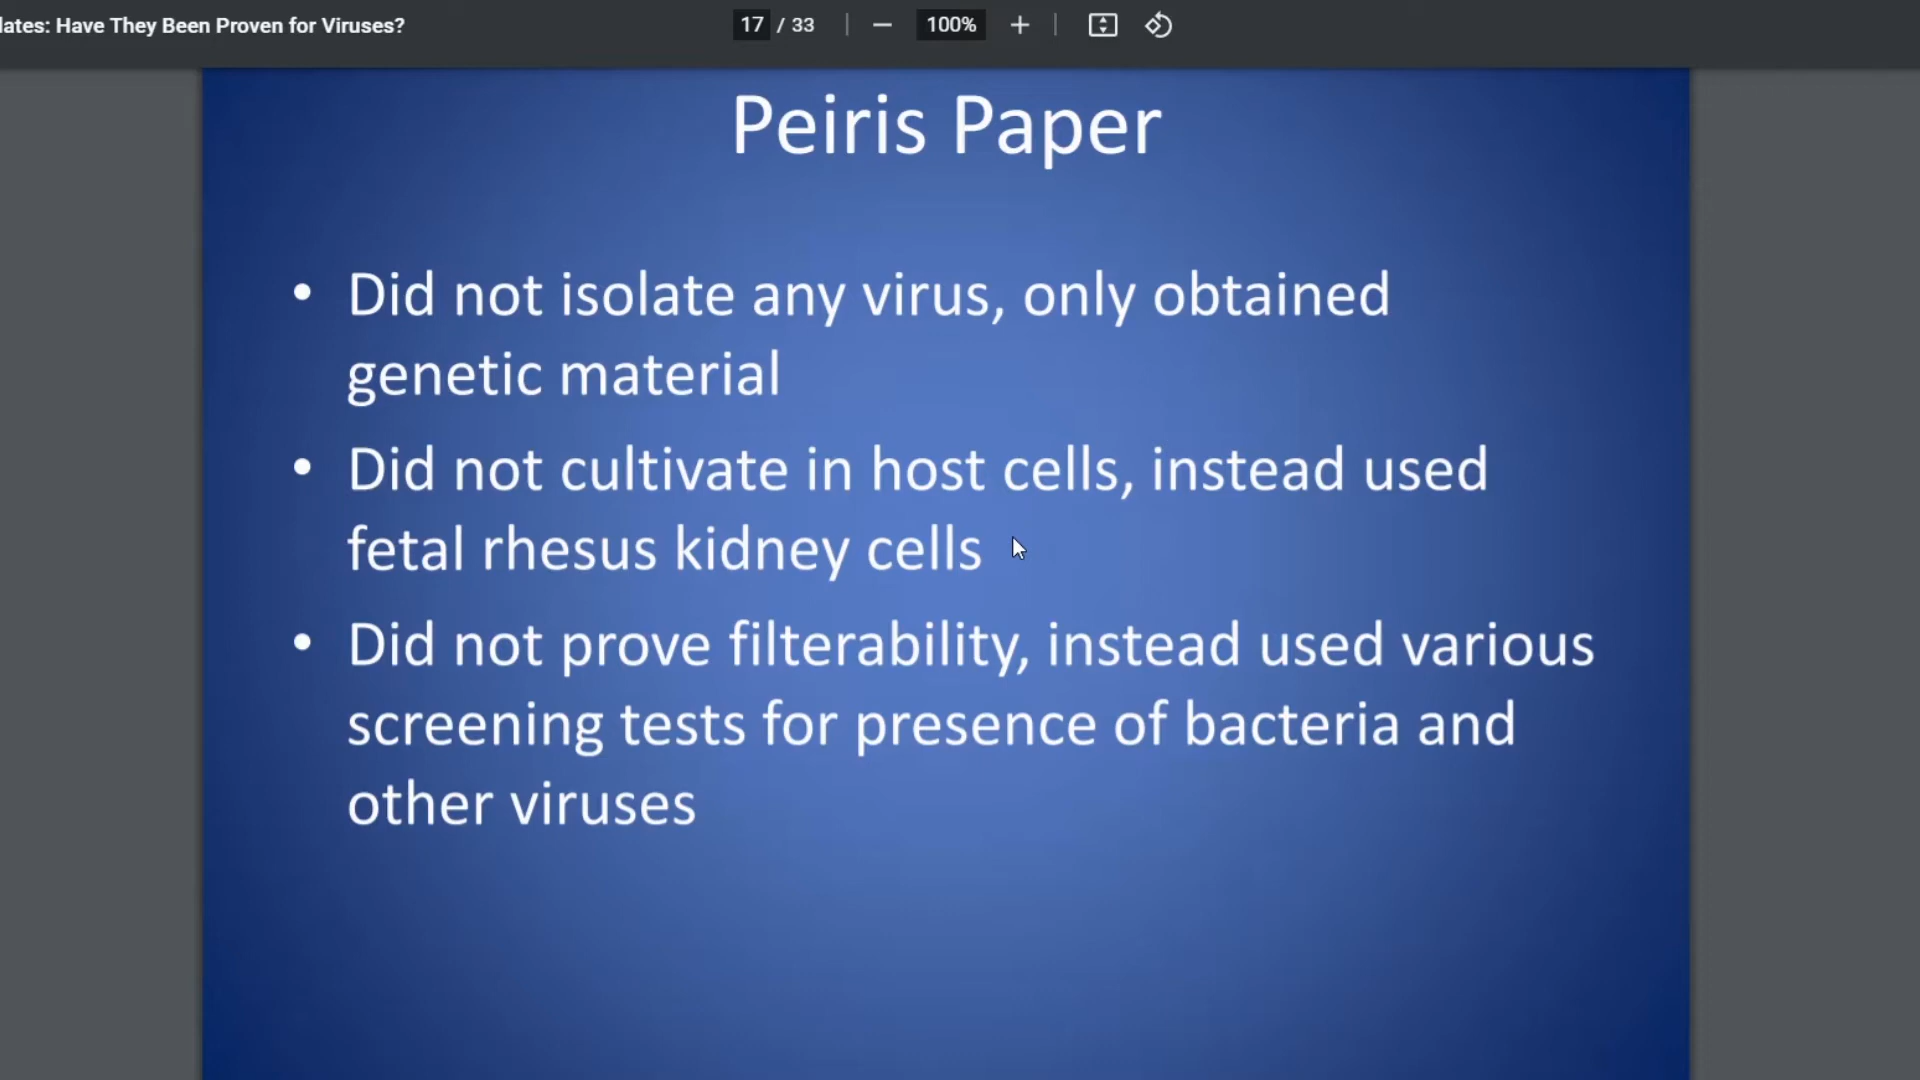 lates: Have They Been Proven for Viruses?
17 / 33
100%
Peiris Paper
• Did not isolate any virus, only obtained
genetic material
• Did not cultivate in host cells, instead used
fetal rhesus kidney cells
• Did not prove filterability, instead used various
screening tests for presence of bacteria and
other viruses